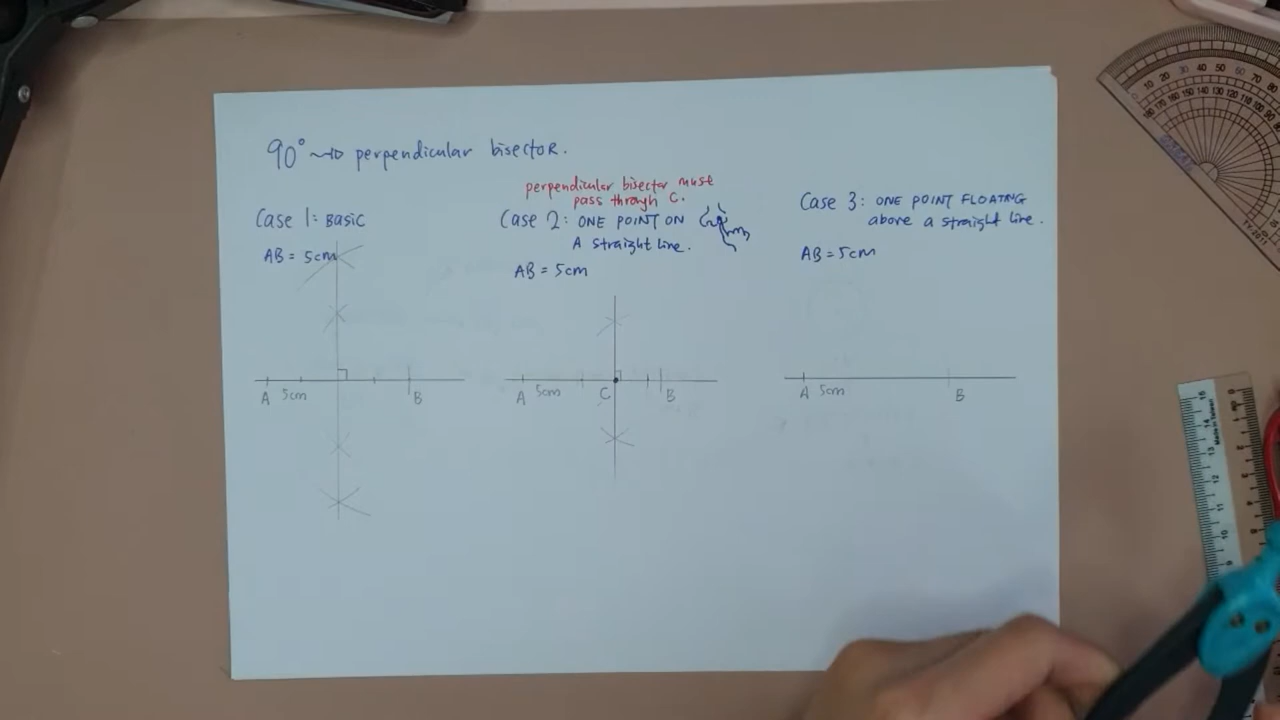 90° → perpendicular bisector.
Case 1: BASIC
AB = 5cm
A 5cm B
perpendicular bisector must
pass through C.
Case 2: ONE POINT ON
A straight line.
AB = 5cm
A 5cm C B
Case 3: ONE POINT FLOATING
above a straight line.
AB = 5cm
A 5cm B